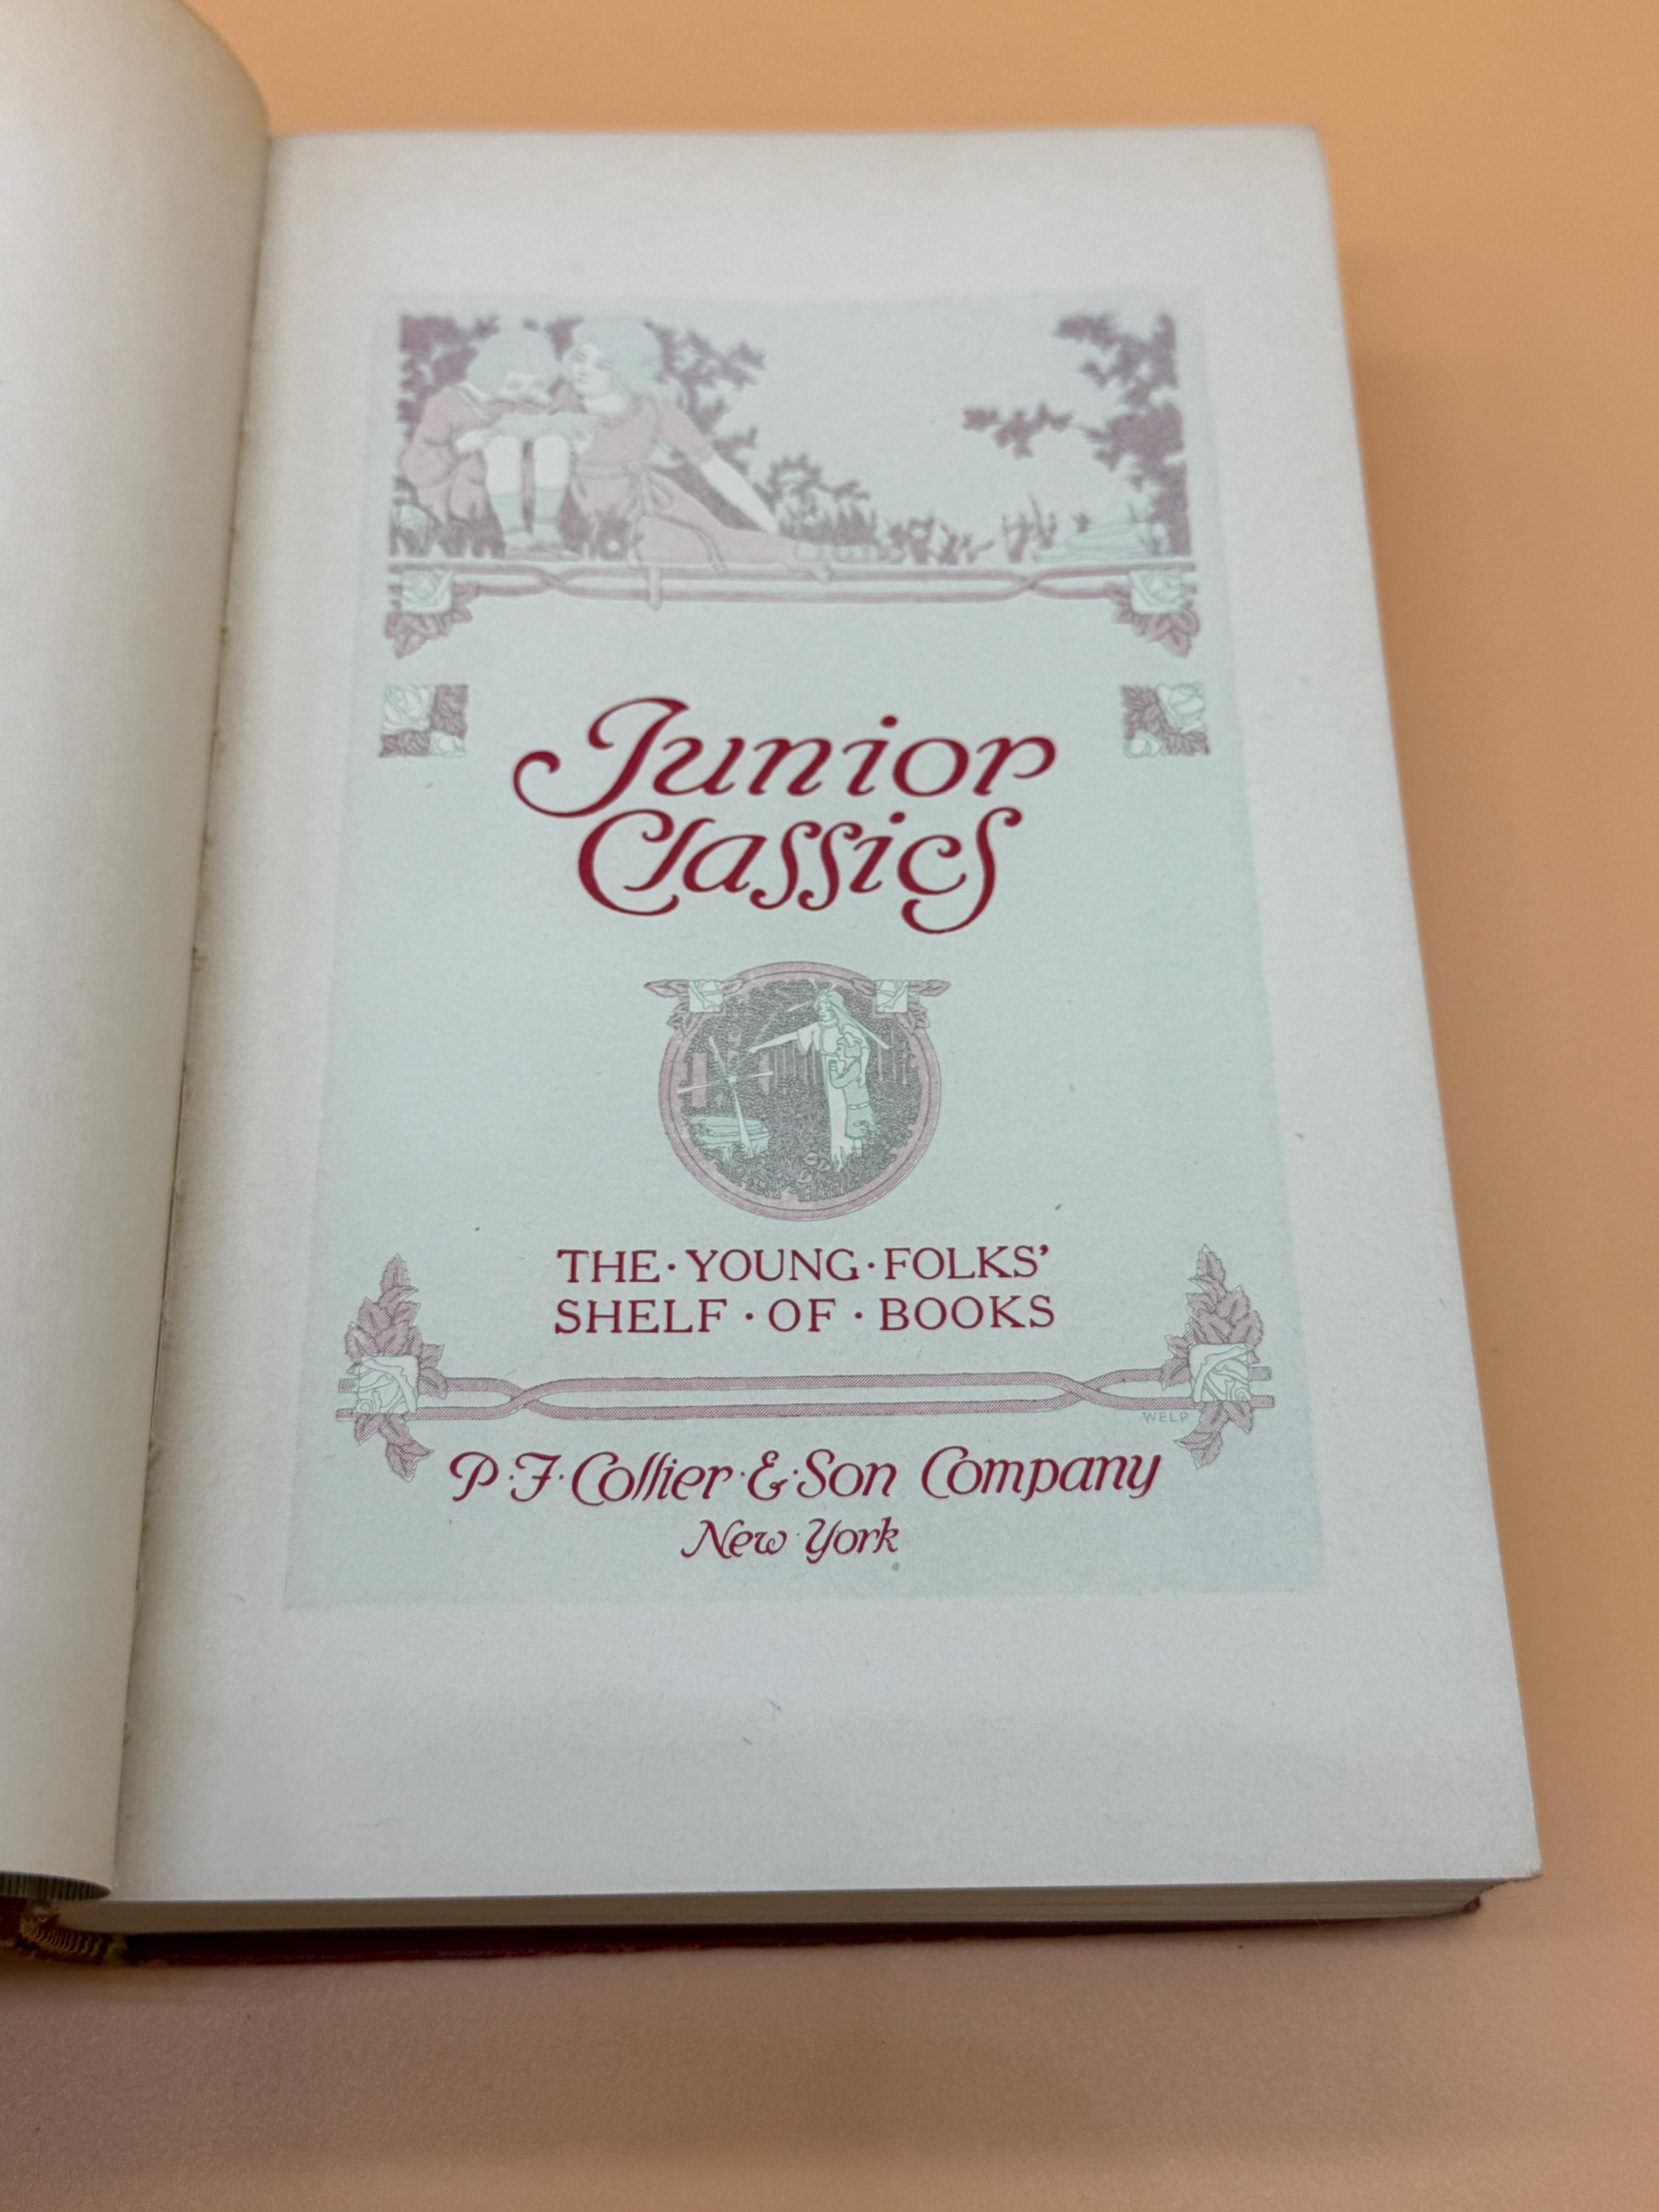 Junior
Classics
THE·YOUNG·FOLKS'
SHELF·OF·BOOKS
WELP
P·F·Collier·&·Son Company
New York